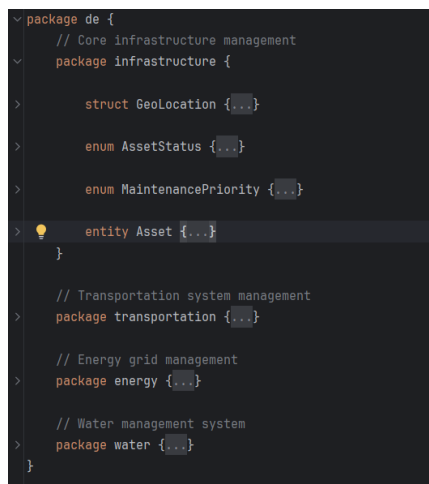 package de {
// Core infrastructure management
package infrastructure {
struct GeoLocation {...}
enum AssetStatus {...}
enum MaintenancePriority {...}
entity Asset {...}
}
// Transportation system management
package transportation {...}
// Energy grid management
package energy {...}
// Water management system
package water {...}
}